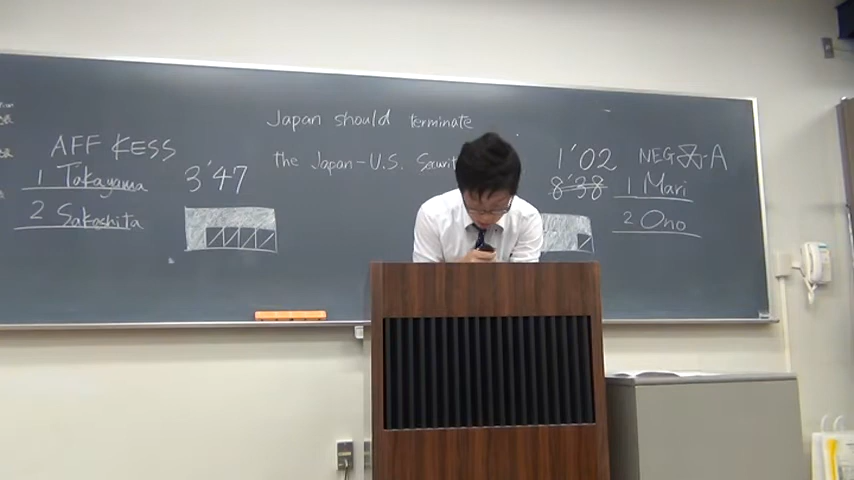 Japan should terminate
the Japan-U.S. Securit
AFF KESS
1 Takayama
2 Sakashita
3'47
1'02
8'38
NEG
A
1 Mari
2 Ono